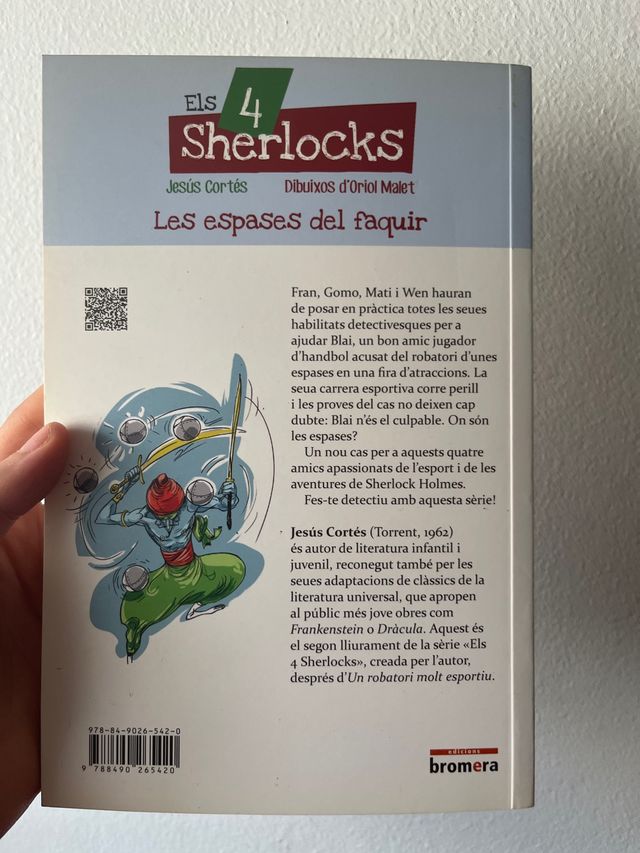 Els 4
Sherlocks
Jesús Cortés Dibuixos d'Oriol Malet
Les espases del faquir
Fran, Gomo, Mati i Wen hauran
de posar en pràctica totes les seues
habilitats detectivesques per a
ajudar Blai, un bon amic jugador
d'handbol acusat del robatori d'unes
espases en una fira d'atraccions. La
seua carrera esportiva corre perill
i les proves del cas no deixen cap
dubte: Blai n'és el culpable. On són
les espases?
Un nou cas per a aquests quatre
amics apassionats de l'esport i de les
aventures de Sherlock Holmes.
Fes-te detectiu amb aquesta sèrie!
Jesús Cortés (Torrent, 1962)
és autor de literatura infantil i
juvenil, reconegut també per les
seues adaptacions de clàssics de la
literatura universal, que apropen
al públic més jove obres com
Frankenstein o Dràcula. Aquest és
el segon lliurament de la sèrie «Els
4 Sherlocks», creada per l'autor,
després d'Un robatori molt esportiu.
978-84-9026-542-0
9 788490 265420
edicions
bromera